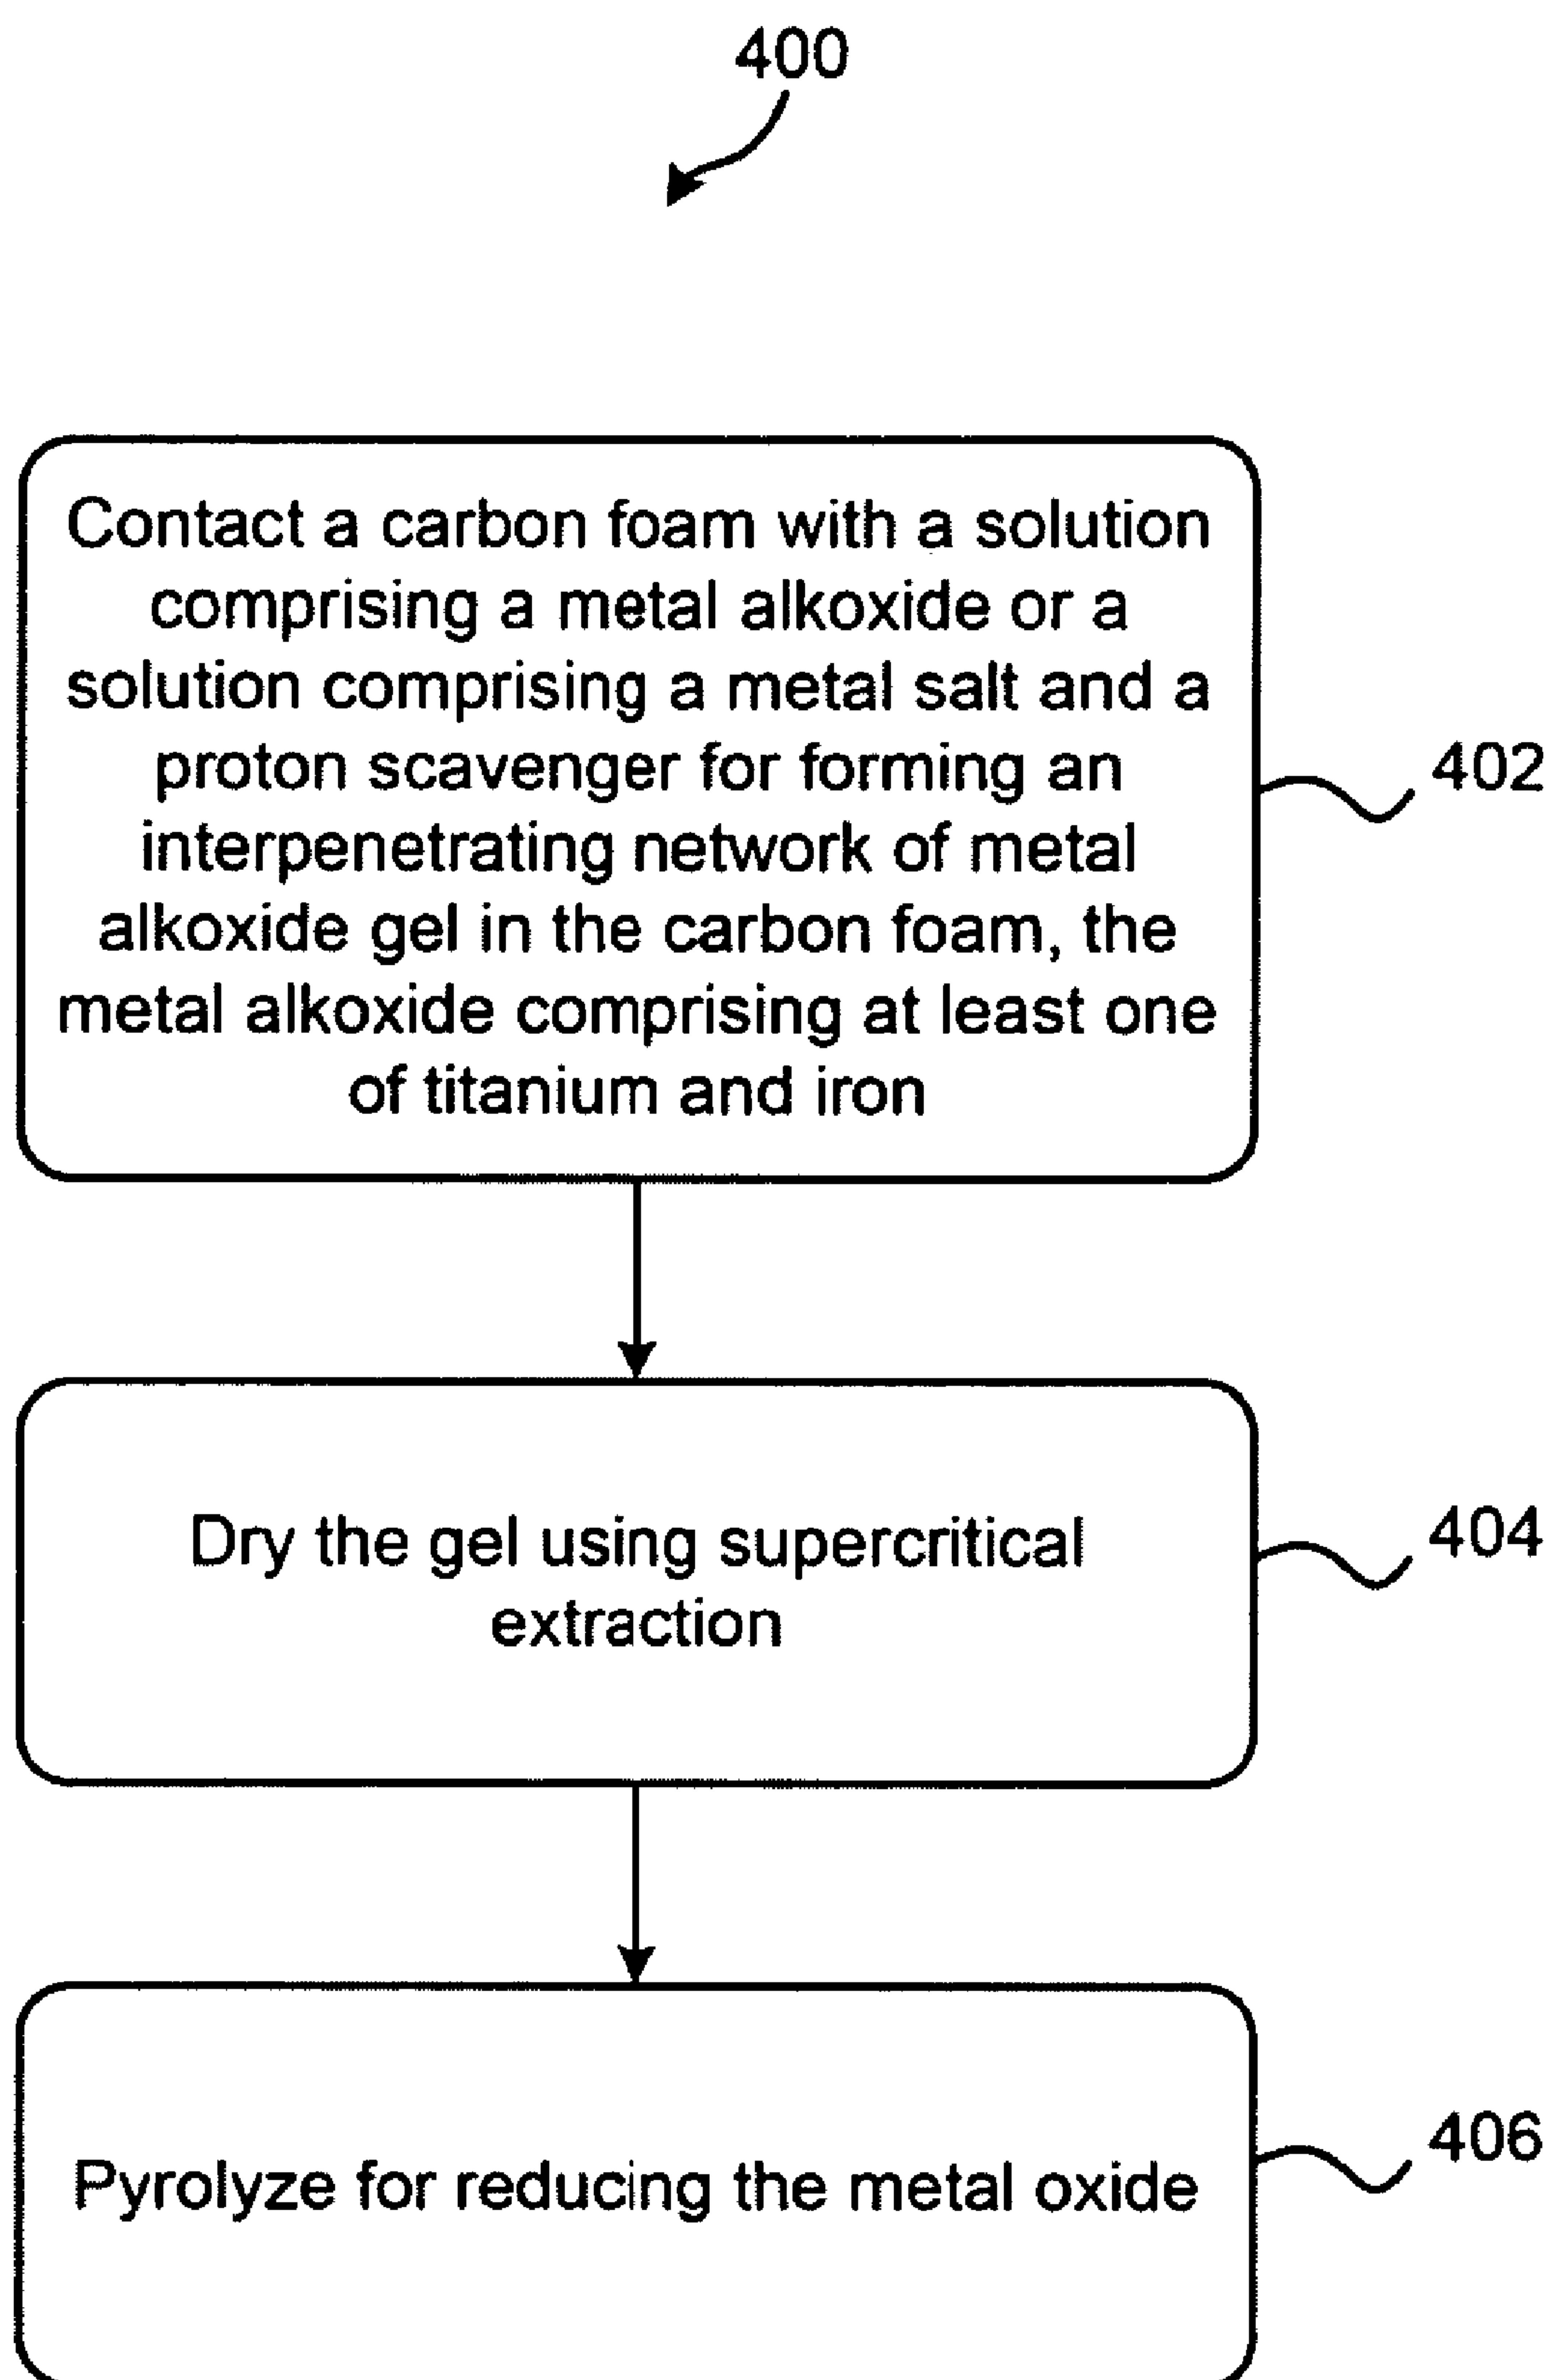 400
Contact a carbon foam with a solution
comprising a metal alkoxide or a
solution comprising a metal salt and a
proton scavenger for forming an
interpenetrating network of metal
alkoxide gel in the carbon foam, the
metal alkoxide comprising at least one
of titanium and iron
402
Dry the gel using supercritical
extraction
404
Pyrolyze for reducing the metal oxide
406